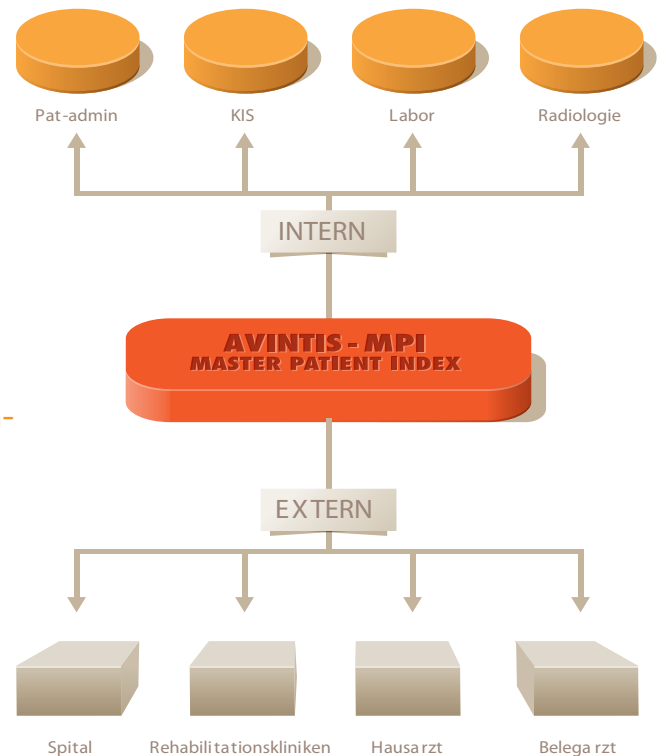 Pat-admin KIS Labor Radiologie
INTERN
AVINTIS - MPI
MASTER PATIENT INDEX
EXTERN
Spital Rehabilitationskliniken Hausarzt Belegarzt